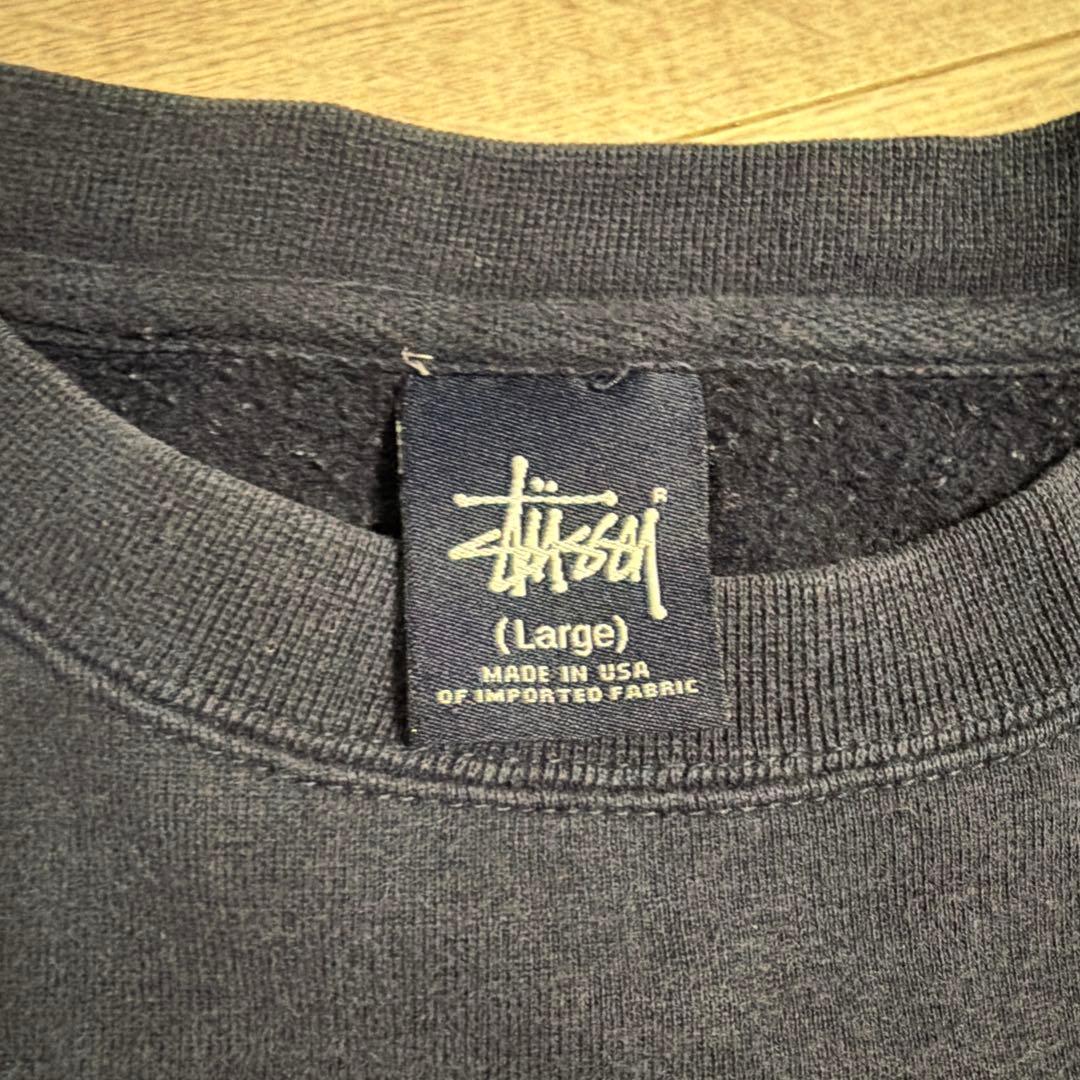 Stüssy®
(Large)
MADE IN USA
OF IMPORTED FABRIC